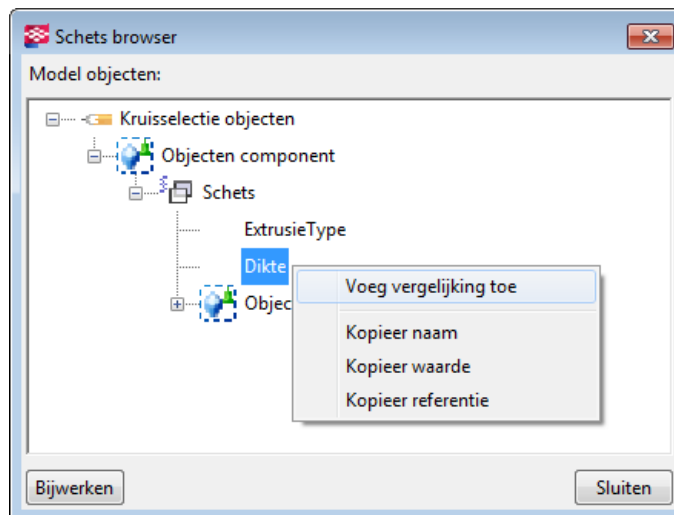 Schets browser
Model objecten:
Kruisselectie objecten
Objecten component
Schets
ExtrusieType
Dikte
Voeg vergelijking toe
Objec
Kopieer naam
Kopieer waarde
Kopieer referentie
Bijwerken
Sluiten